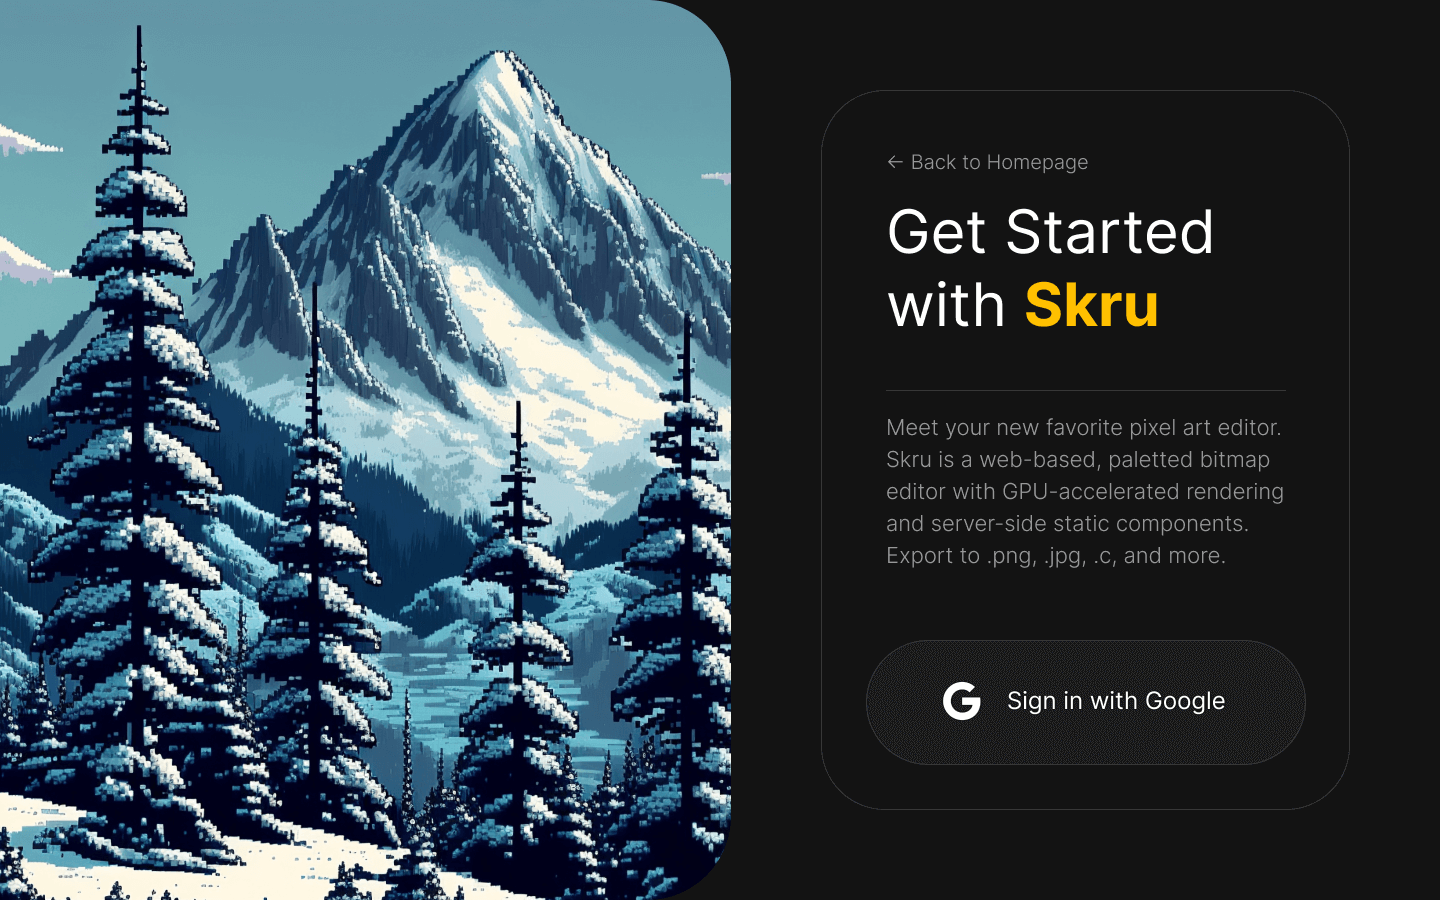 ← Back to Homepage
Get Started
with Skru
Meet your new favorite pixel art editor.
Skru is a web-based, paletted bitmap
editor with GPU-accelerated rendering
and server-side static components.
Export to .png, .jpg, .c, and more.
G Sign in with Google